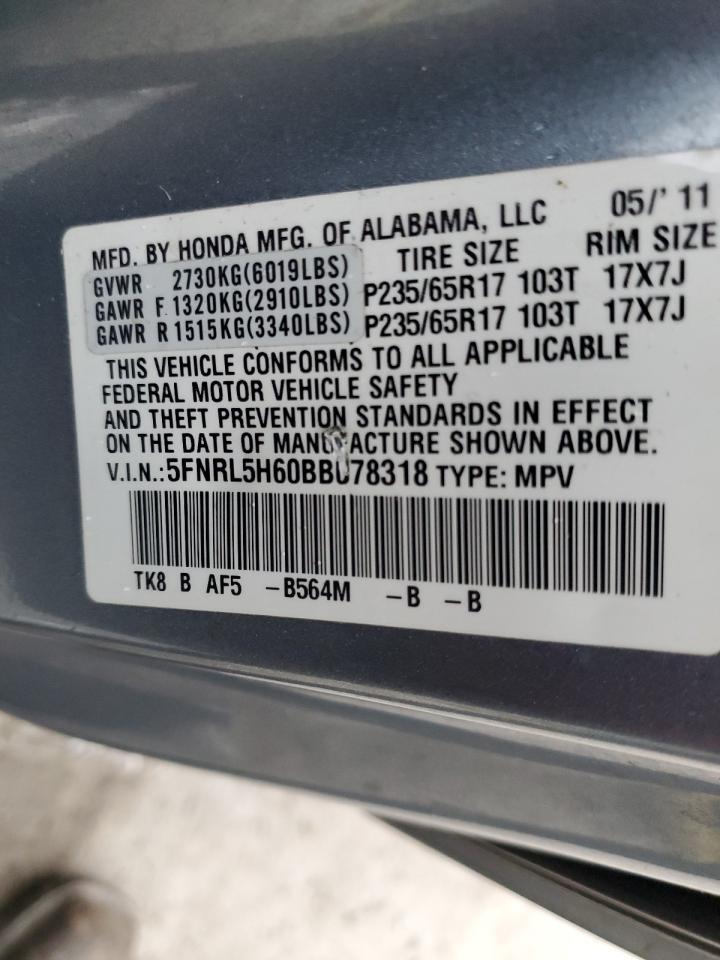 MFD. BY HONDA MFG. OF ALABAMA, LLC 05/' 11
TIRE SIZE RIM SIZE
GVWR 2730KG(6019LBS)
GAWR F 1320KG(2910LBS) P235/65R17 103T 17X7J
GAWR R 1515KG(3340LBS) P235/65R17 103T 17X7J
THIS VEHICLE CONFORMS TO ALL APPLICABLE
FEDERAL MOTOR VEHICLE SAFETY
AND THEFT PREVENTION STANDARDS IN EFFECT
ON THE DATE OF MANUFACTURE SHOWN ABOVE.
V.I.N.:5FNRL5H60BB078318 TYPE: MPV
TK8 B AF5 -B564M -B -B